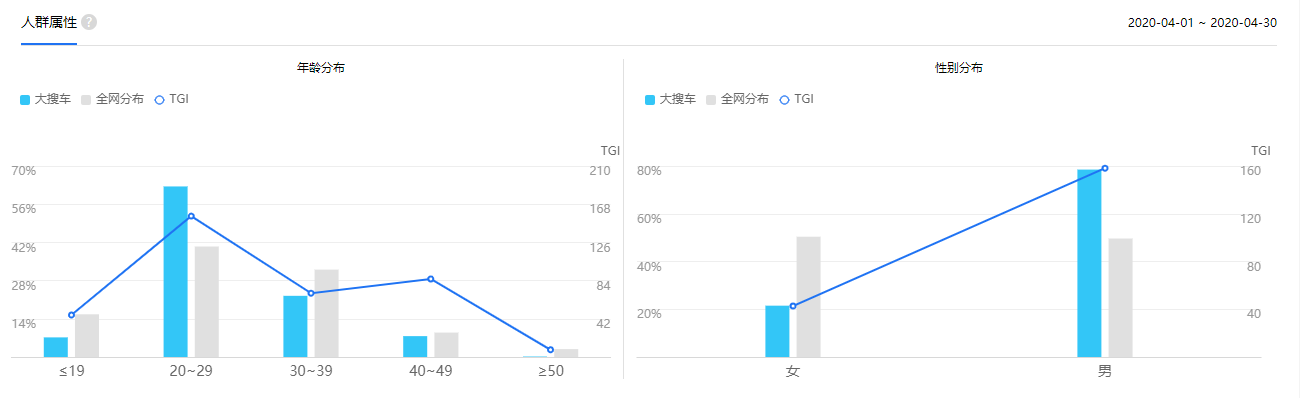 人群属性 ?
2020-04-01 ~ 2020-04-30
年龄分布
大搜车 全网分布 TGI
TGI
70% 210
56% 168
42% 126
28% 84
14% 42
≤19 20~29 30~39 40~49 ≥50
性别分布
大搜车 全网分布 TGI
TGI
80% 160
60% 120
40% 80
20% 40
女 男